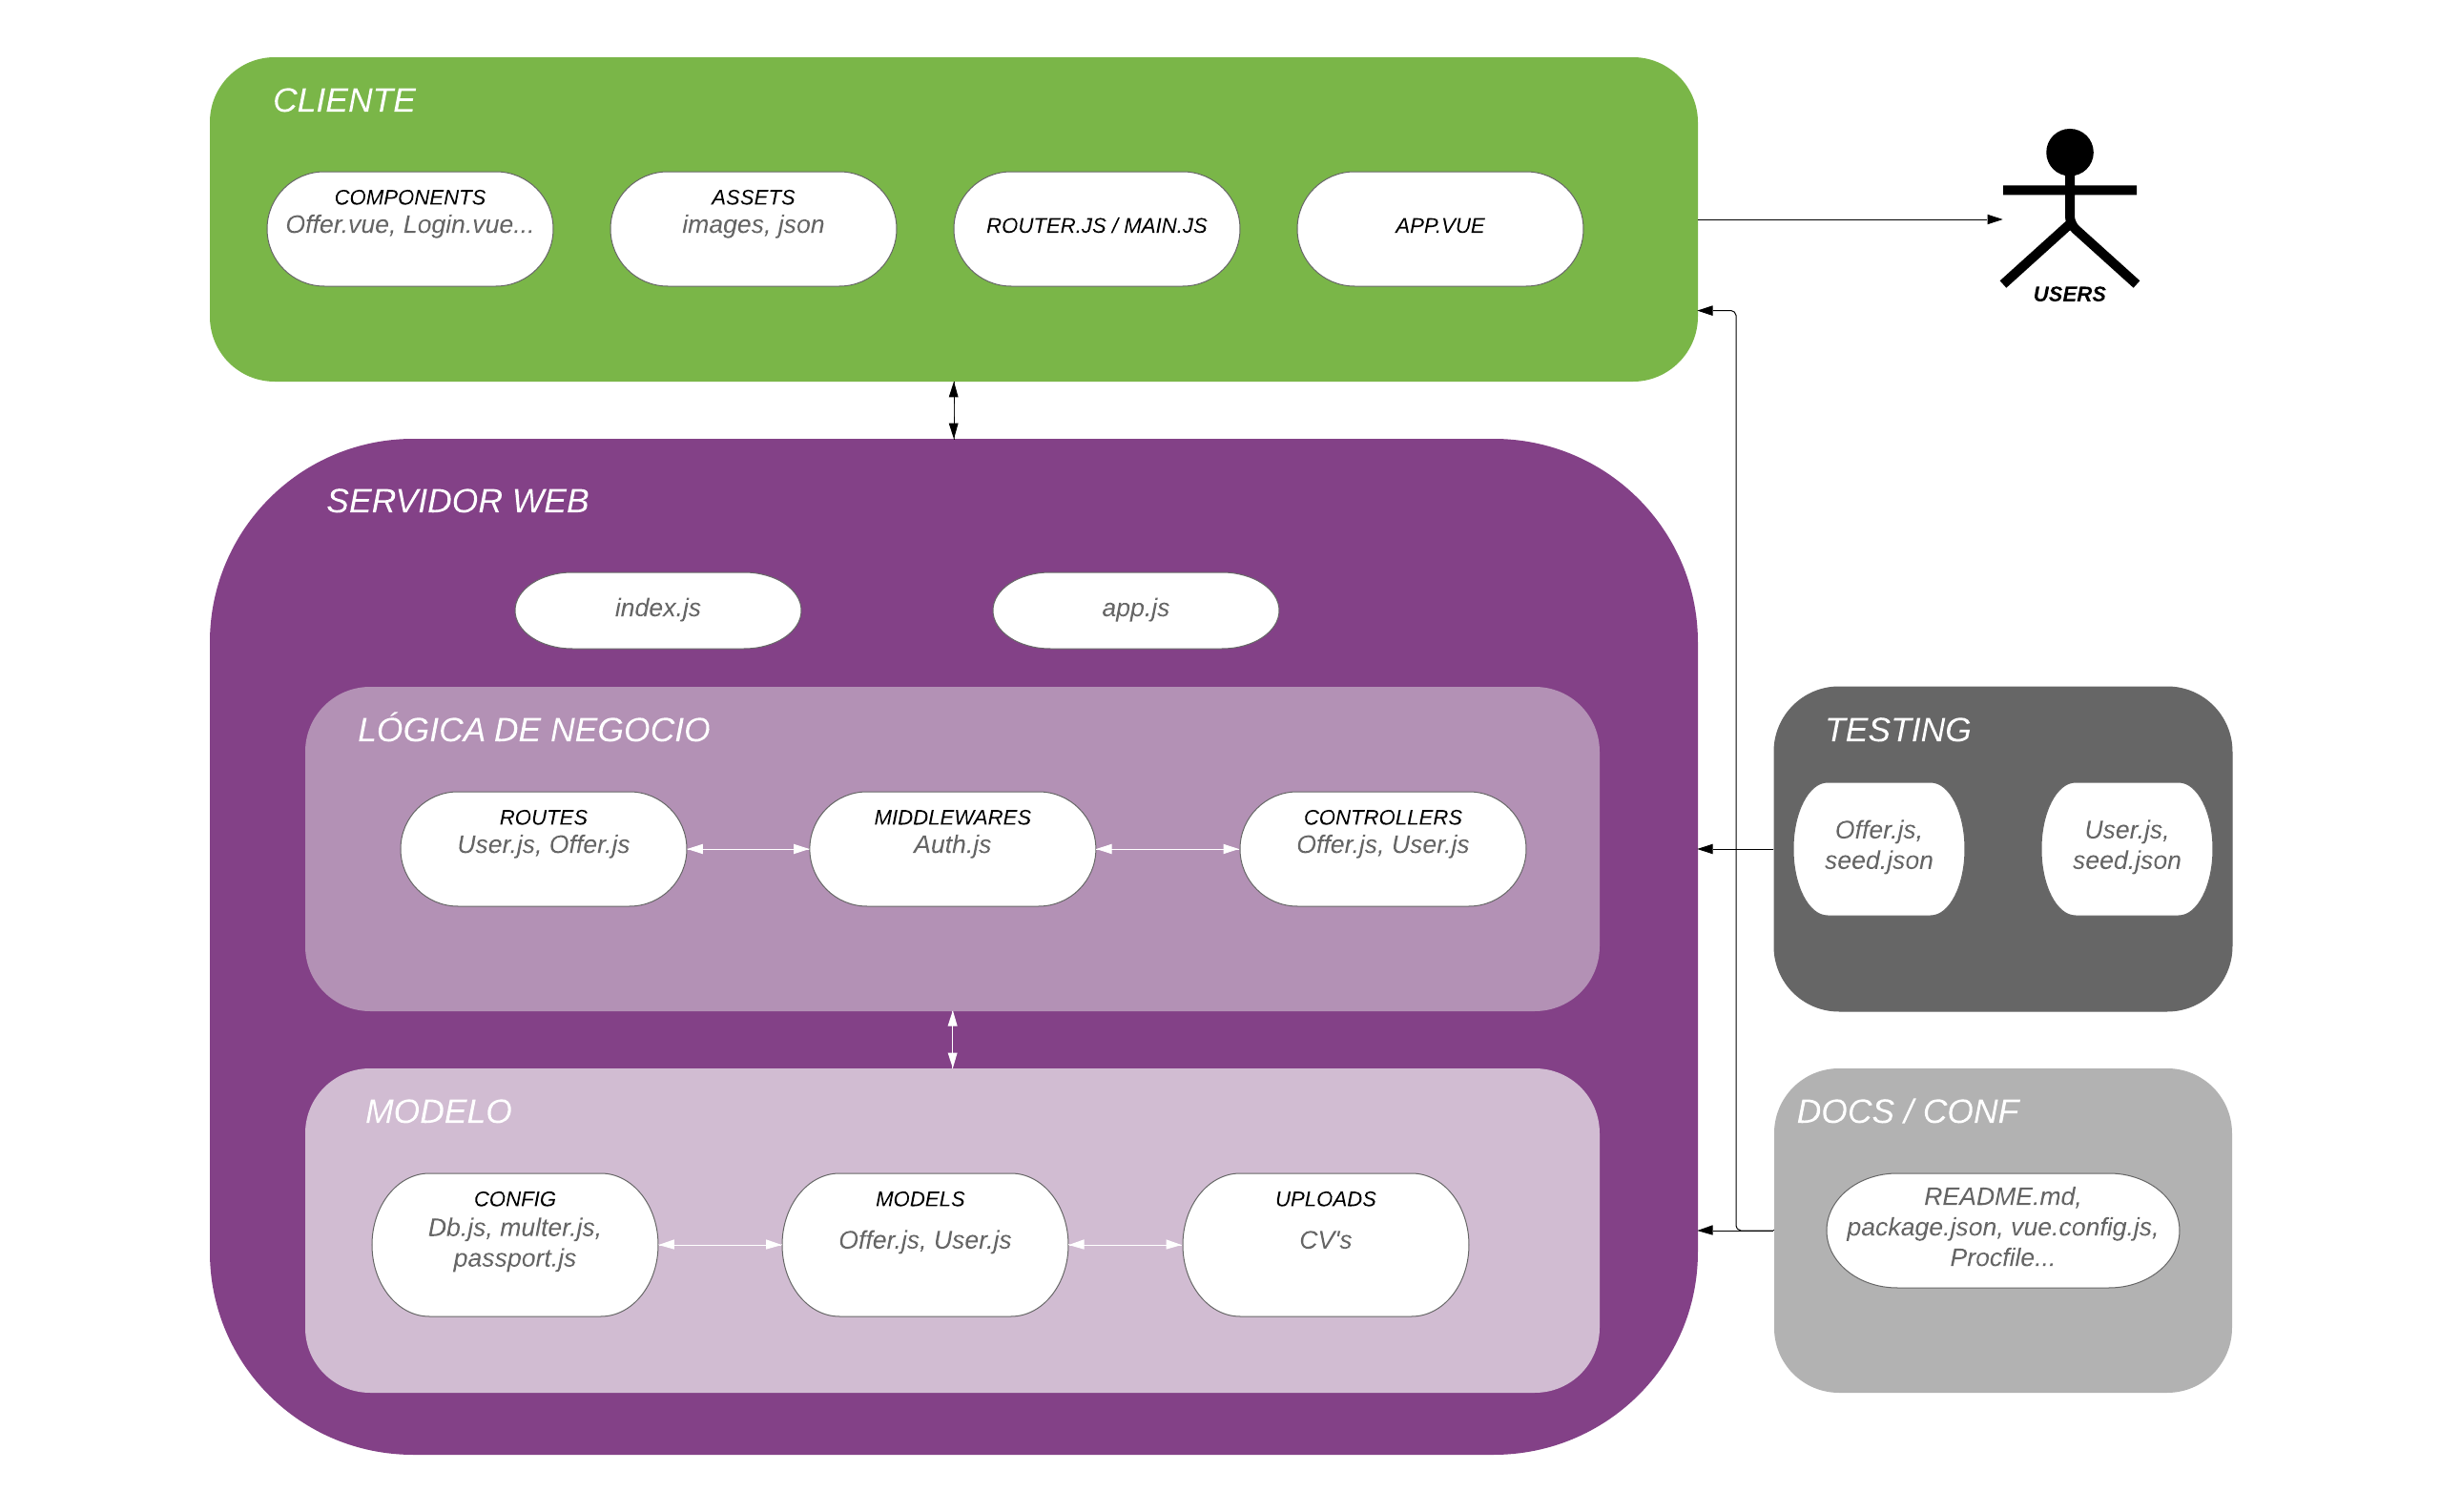 CLIENTE
COMPONENTS
Offer.vue, Login.vue...
ASSETS
images, json
ROUTER.JS / MAIN.JS
APP.VUE
USERS
SERVIDOR WEB
index.js
app.js
LÓGICA DE NEGOCIO
ROUTES
User.js, Offer.js
MIDDLEWARES
Auth.js
CONTROLLERS
Offer.js, User.js
TESTING
Offer.js,
seed.json
User.js,
seed.json
MODELO
CONFIG
Db.js, multer.js,
passport.js
MODELS
Offer.js, User.js
UPLOADS
CV's
DOCS / CONF
README.md,
package.json, vue.config.js,
Procfile...